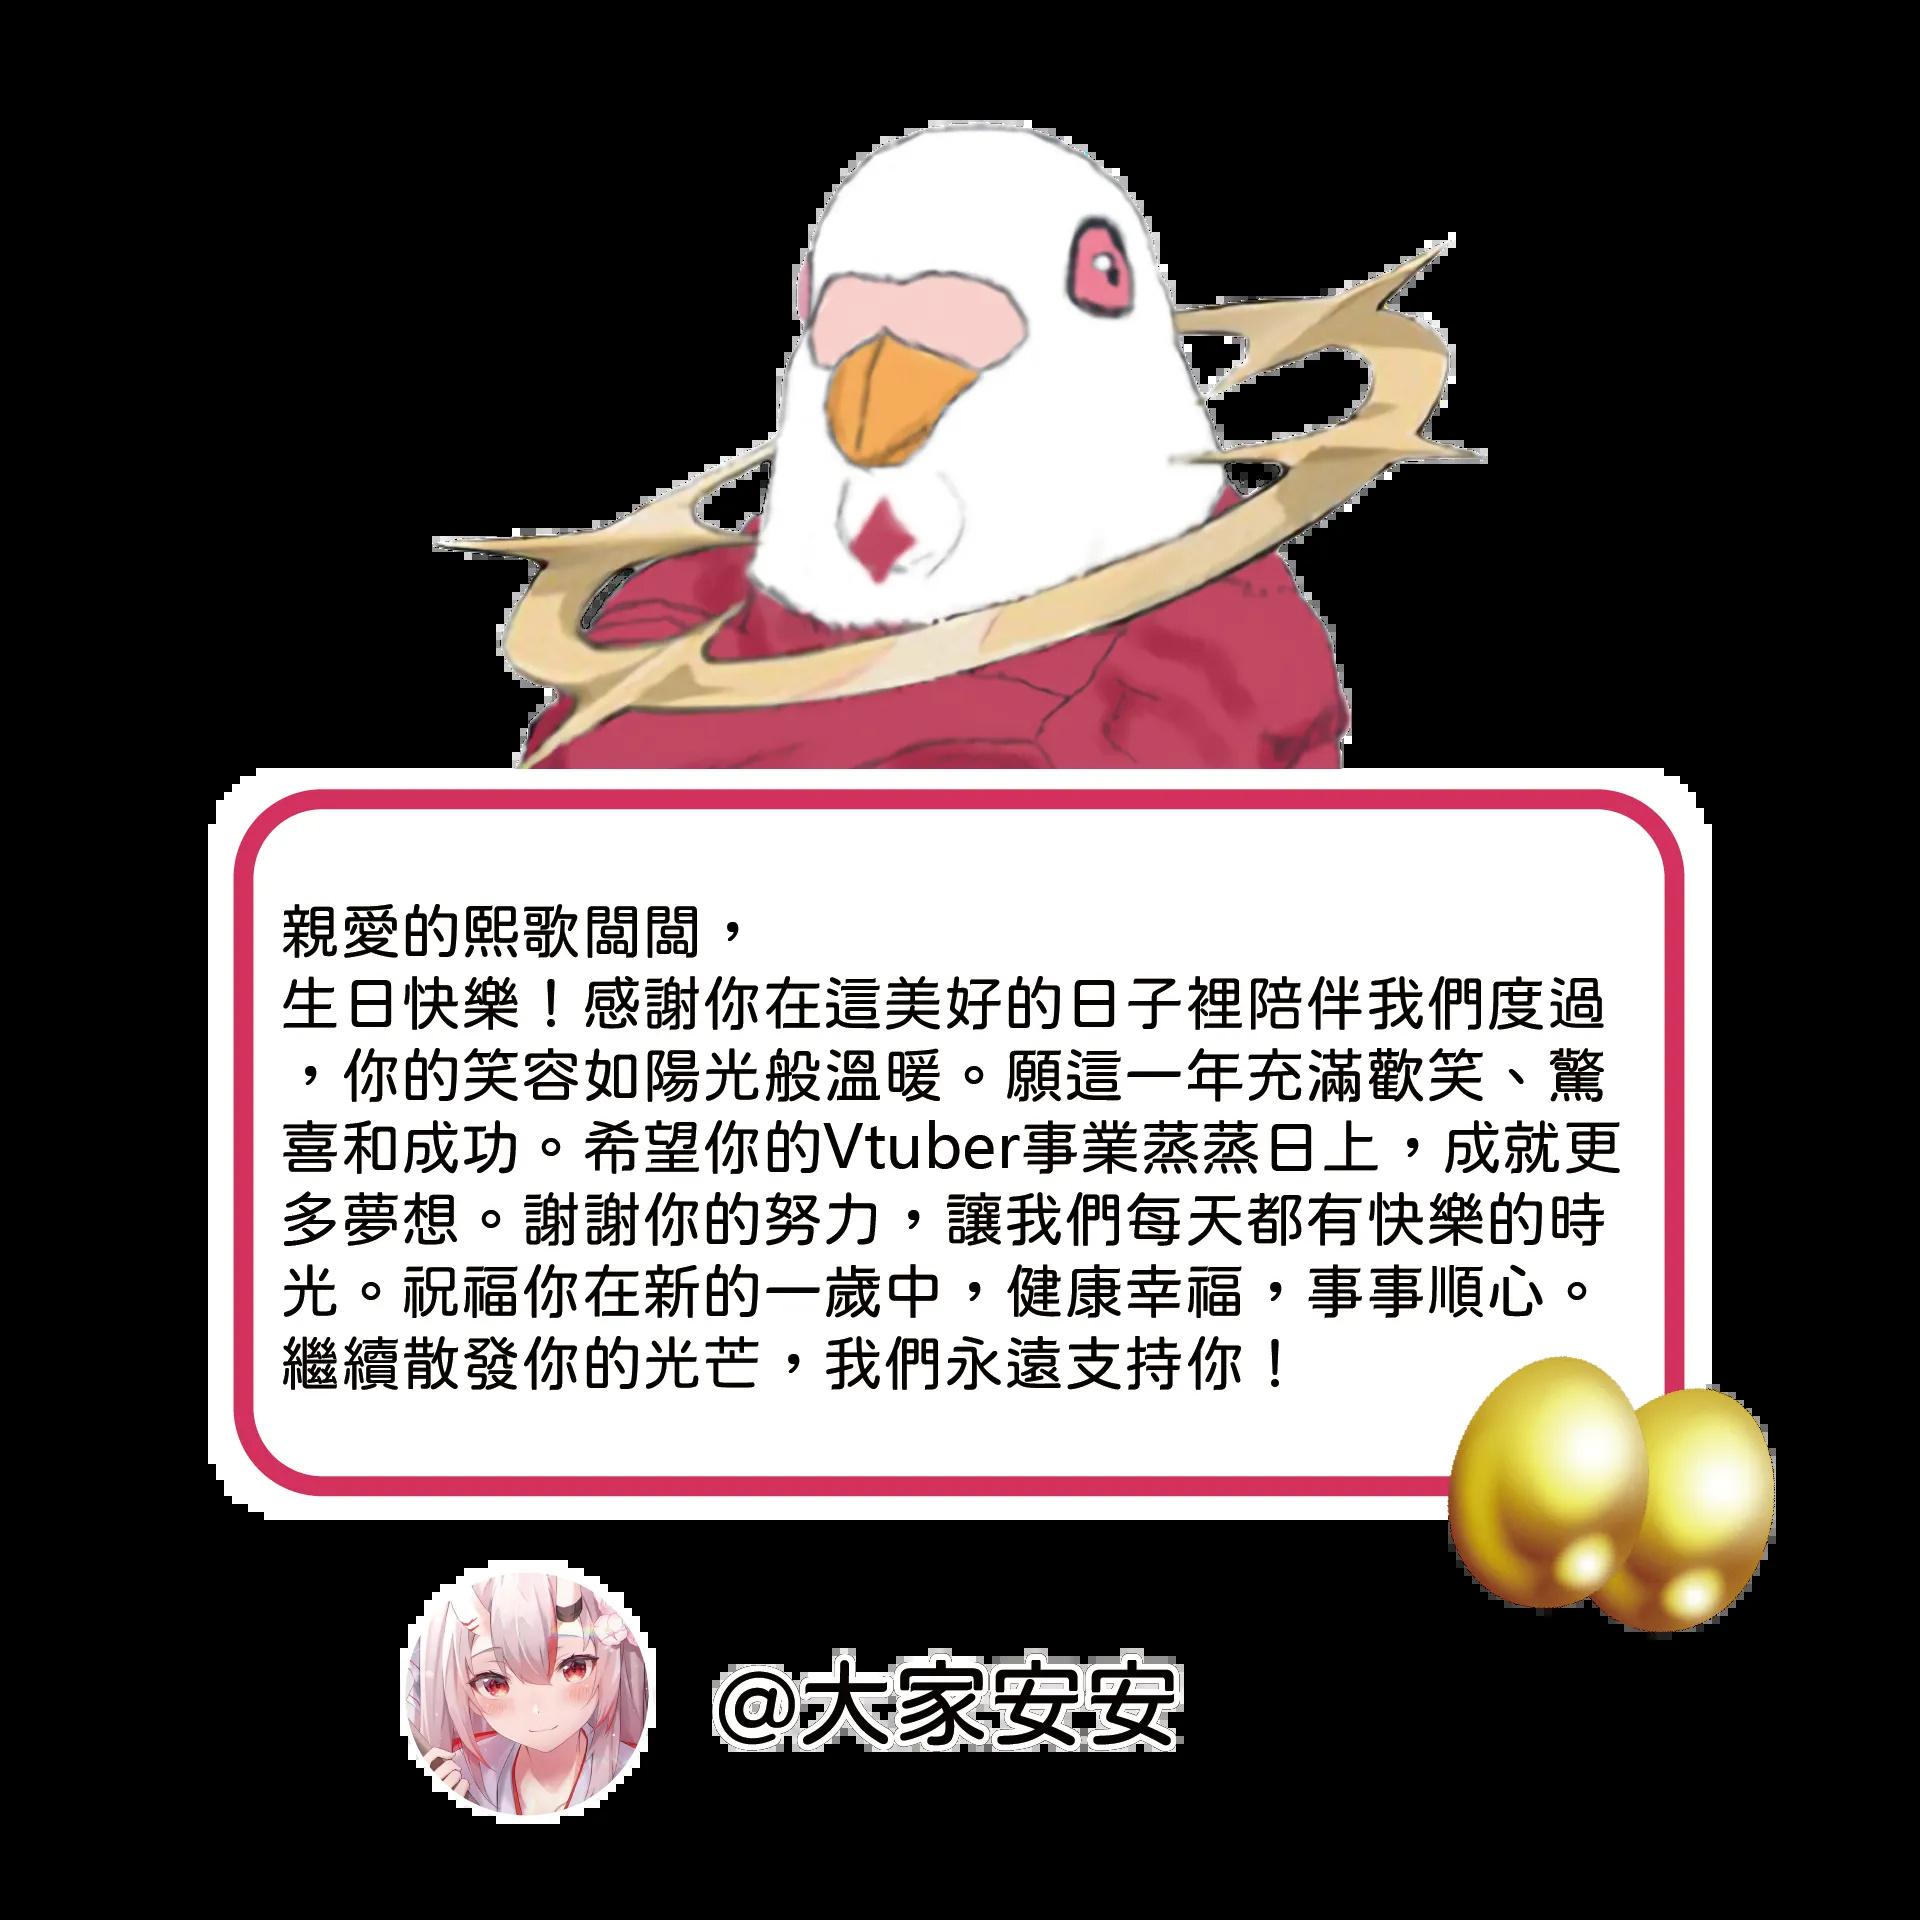 親愛的熙歌闆闆，
生日快樂！感謝你在這美好的日子裡陪伴我們度過
，你的笑容如陽光般溫暖。願這一年充滿歡笑、驚
喜和成功。希望你的Vtuber事業蒸蒸日上，成就更
多夢想。謝謝你的努力，讓我們每天都有快樂的時
光。祝福你在新的一歲中，健康幸福，事事順心。
繼續散發你的光芒，我們永遠支持你！
@大家安安